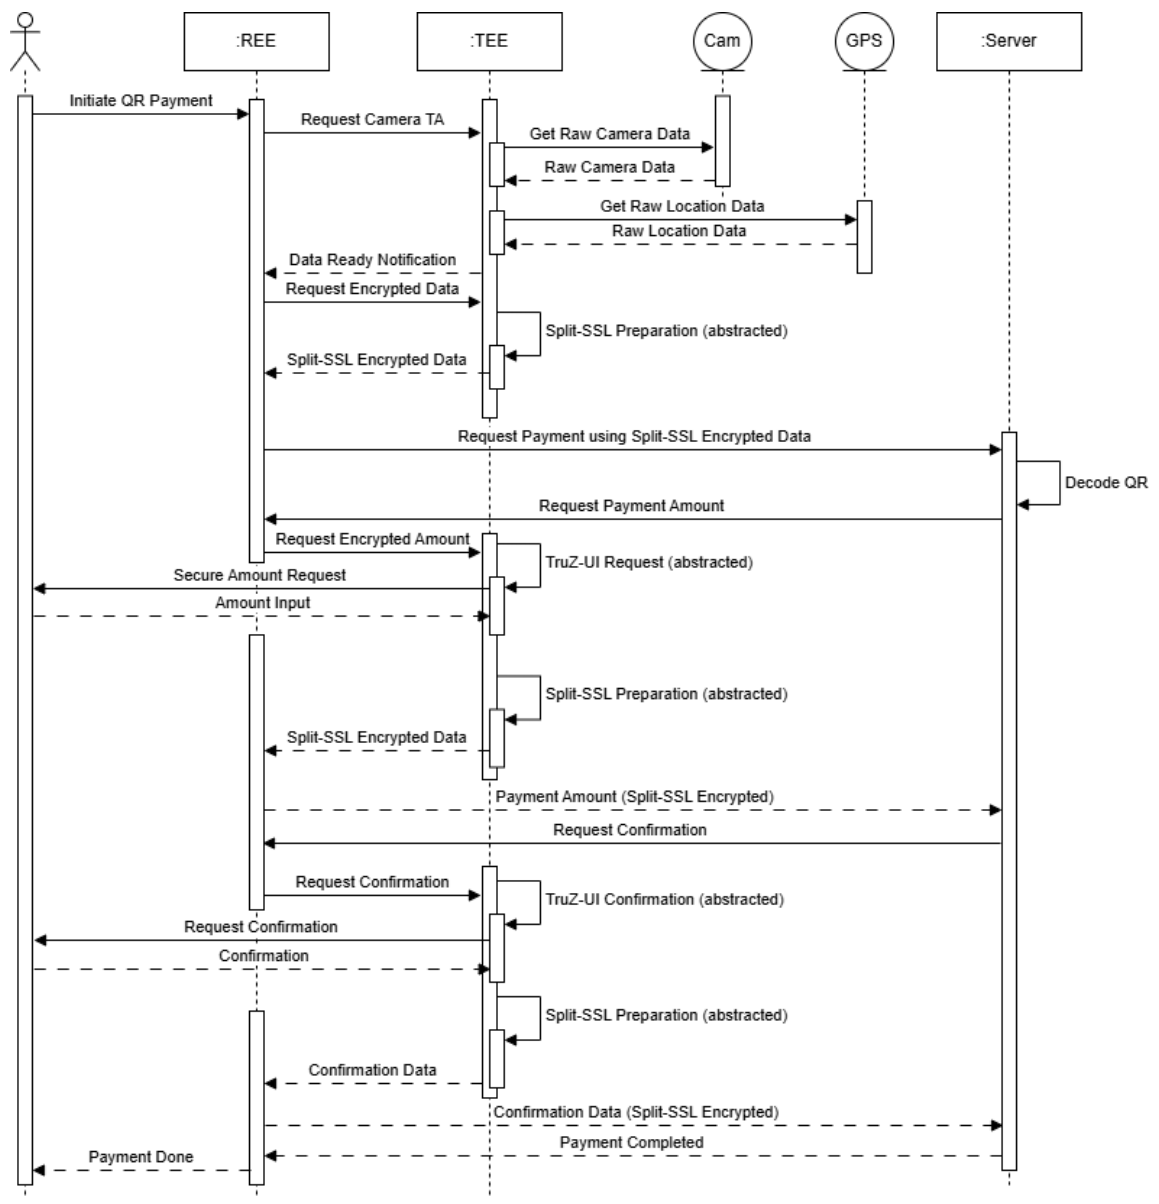 :REE
:TEE
Cam
GPS
:Server
Initiate QR Payment
Request Camera TA
Get Raw Camera Data
Raw Camera Data
Get Raw Location Data
Raw Location Data
Data Ready Notification
Request Encrypted Data
Split-SSL Preparation (abstracted)
Split-SSL Encrypted Data
Request Payment using Split-SSL Encrypted Data
Decode QR
Request Payment Amount
Request Encrypted Amount
TruZ-UI Request (abstracted)
Secure Amount Request
Amount Input
Split-SSL Preparation (abstracted)
Split-SSL Encrypted Data
Payment Amount (Split-SSL Encrypted)
Request Confirmation
Request Confirmation
TruZ-UI Confirmation (abstracted)
Request Confirmation
Confirmation
Split-SSL Preparation (abstracted)
Confirmation Data
Confirmation Data (Split-SSL Encrypted)
Payment Completed
Payment Done